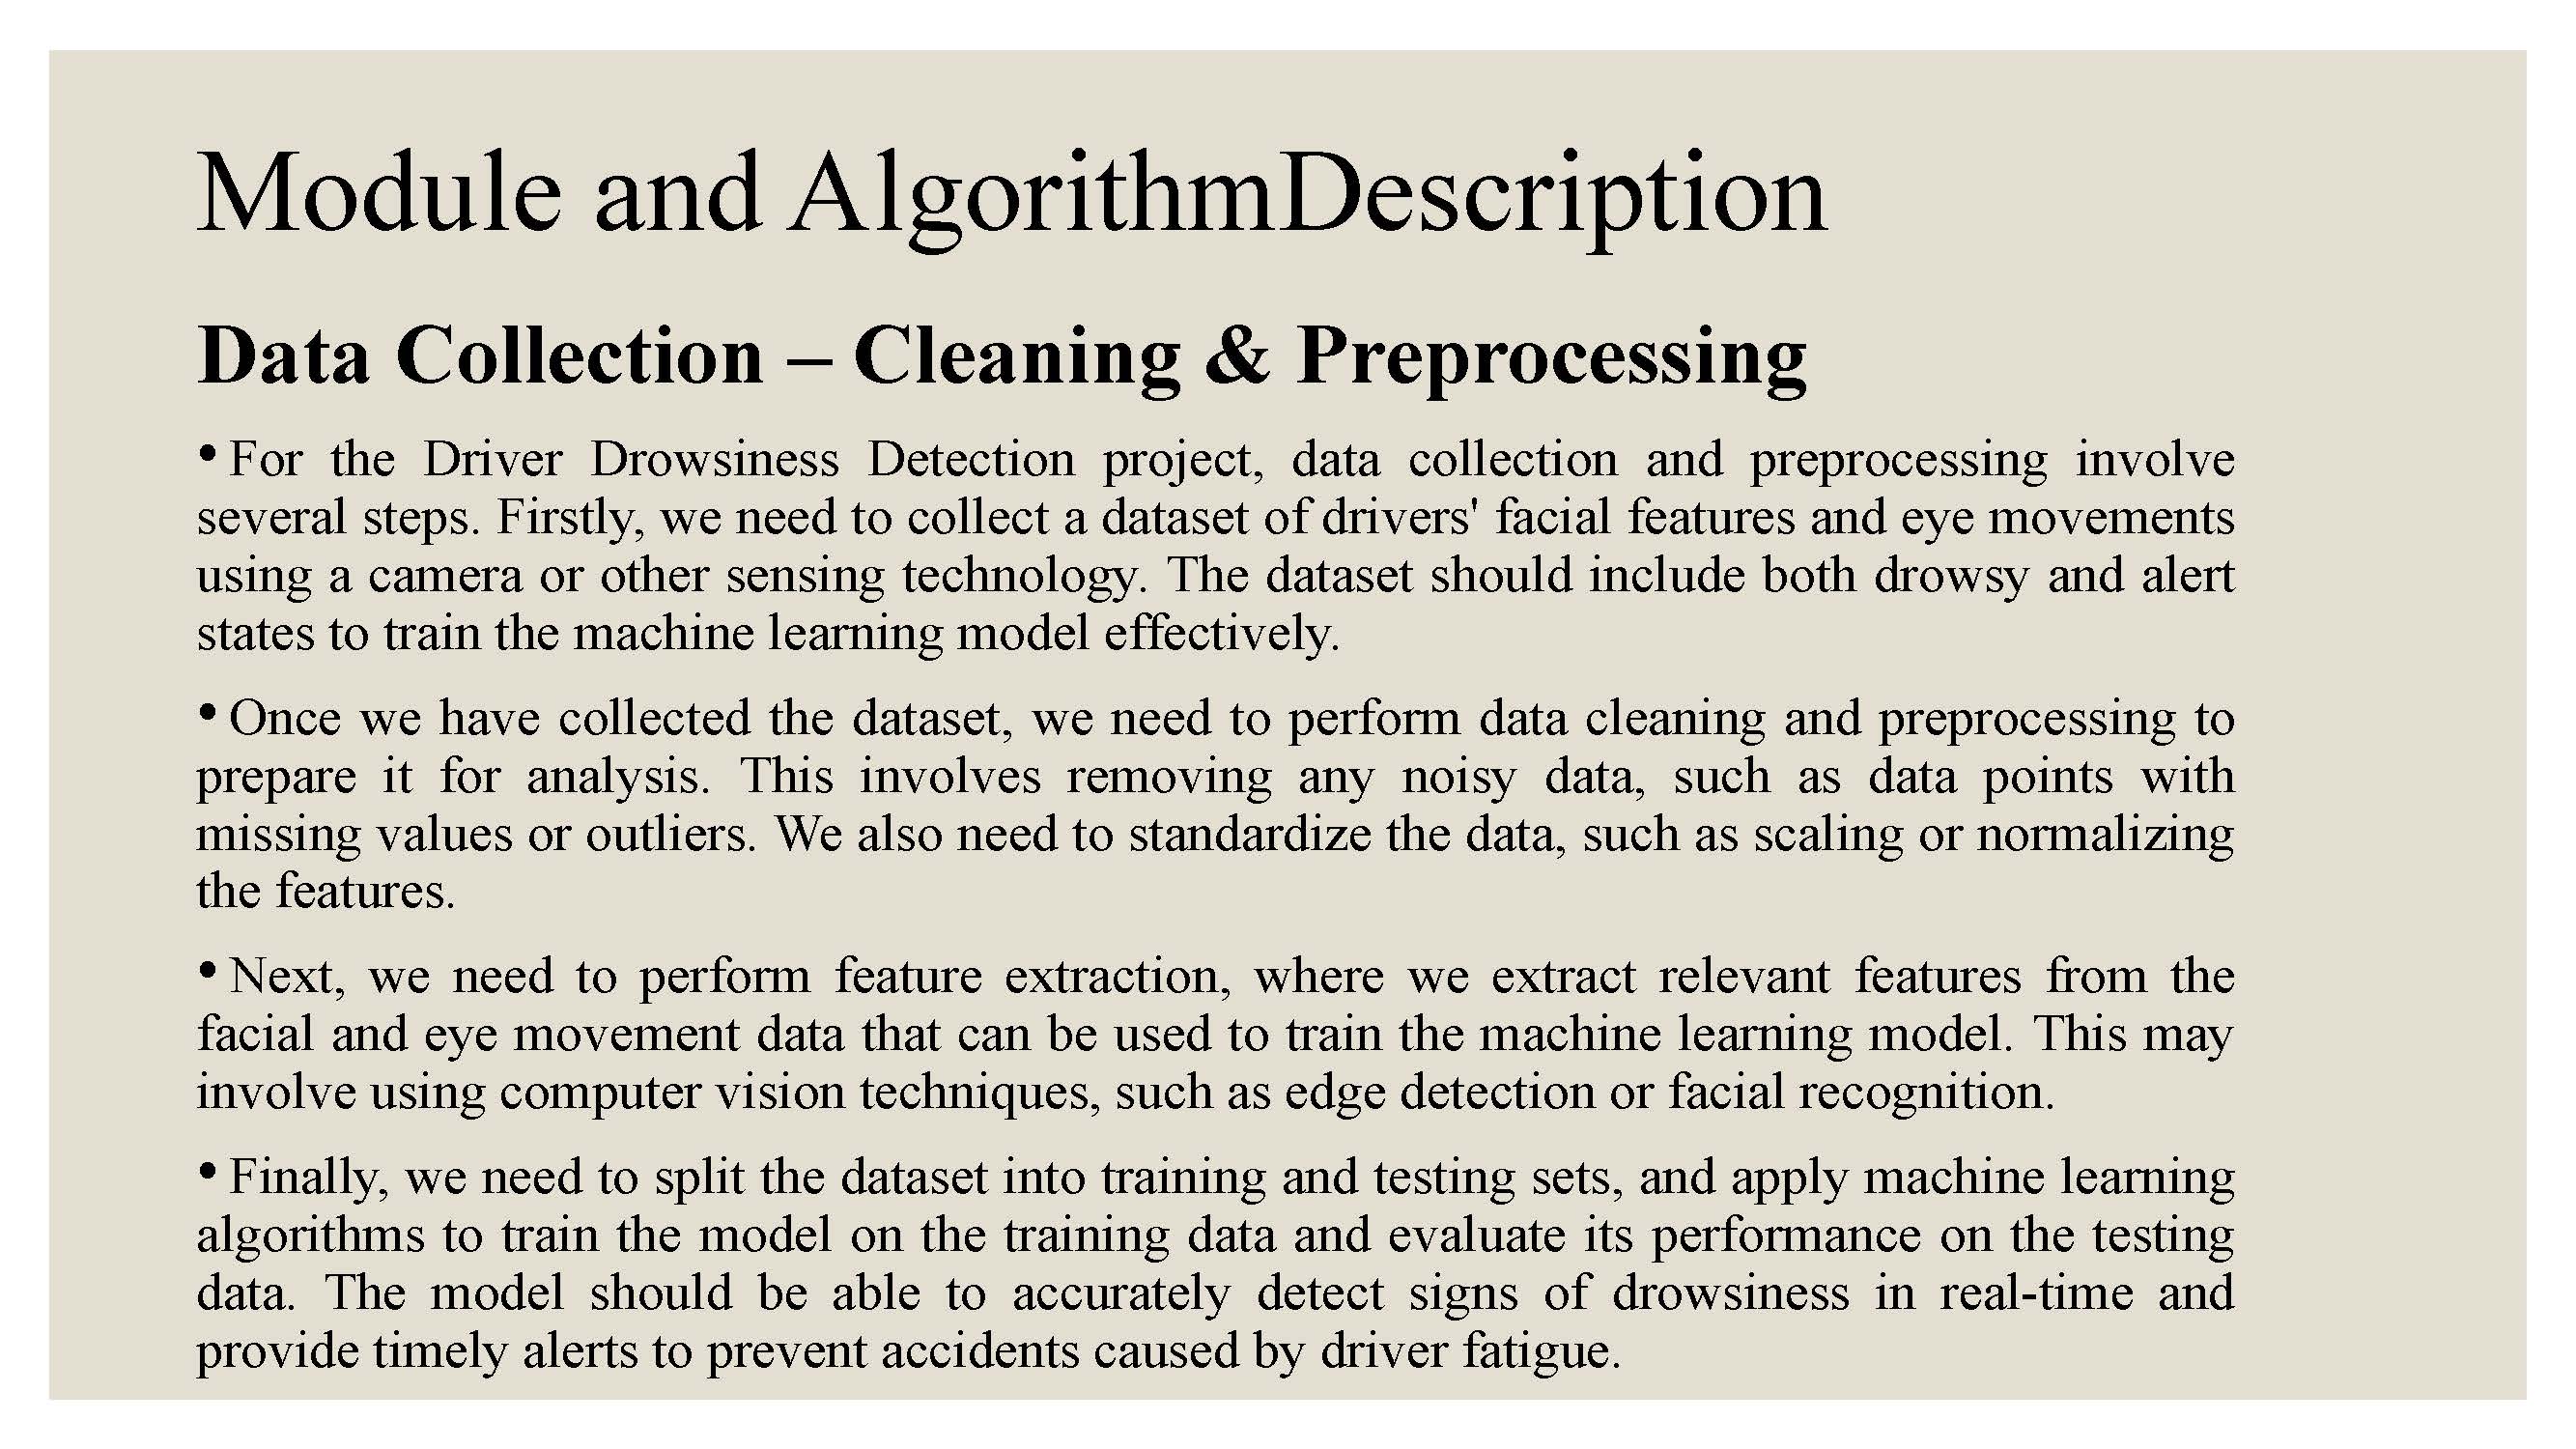 Module and AlgorithmDescription
Data Collection – Cleaning & Preprocessing
• For the Driver Drowsiness Detection project, data collection and preprocessing involve
several steps. Firstly, we need to collect a dataset of drivers' facial features and eye movements
using a camera or other sensing technology. The dataset should include both drowsy and alert
states to train the machine learning model effectively.
• Once we have collected the dataset, we need to perform data cleaning and preprocessing to
prepare it for analysis. This involves removing any noisy data, such as data points with
missing values or outliers. We also need to standardize the data, such as scaling or normalizing
the features.
• Next, we need to perform feature extraction, where we extract relevant features from the
facial and eye movement data that can be used to train the machine learning model. This may
involve using computer vision techniques, such as edge detection or facial recognition.
• Finally, we need to split the dataset into training and testing sets, and apply machine learning
algorithms to train the model on the training data and evaluate its performance on the testing
data. The model should be able to accurately detect signs of drowsiness in real-time and
provide timely alerts to prevent accidents caused by driver fatigue.